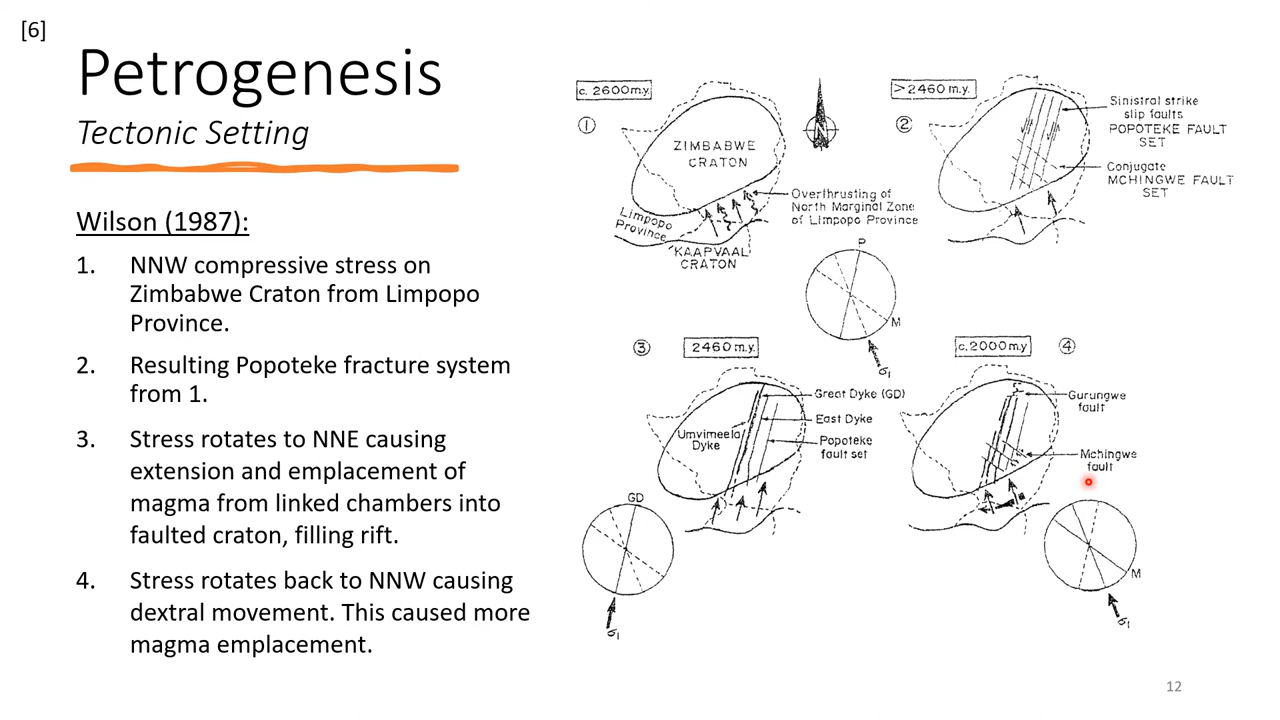 [6]
Petrogenesis
Tectonic Setting
Wilson (1987):
1. NNW compressive stress on
Zimbabwe Craton from Limpopo
Province.
2. Resulting Popoteke fracture system
from 1.
3. Stress rotates to NNE causing
extension and emplacement of
magma from linked chambers into
faulted craton, filling rift.
4. Stress rotates back to NNW causing
dextral movement. This caused more
magma emplacement.
c. 2600m.y.
1
ZIMBABWE
CRATON
N
Overthrusting of
North Marginal Zone
of Limpopo Province
Limpopo
Province
KAAPVAAL
CRATON
>2460 m.y.
2
Sinistral strike
slip faults
POPOTEKE FAULT
SET
Conjugate
MCHINGWE FAULT
SET
P
M
σ1
3
2460 m.y.
Great Dyke (GD)
East Dyke
Popoteke
fault set
Umvimeela
Dyke
GD
σ1
c.2000m.y
4
Gurungwe
fault
Mchingwe
fault
M
σ1
12